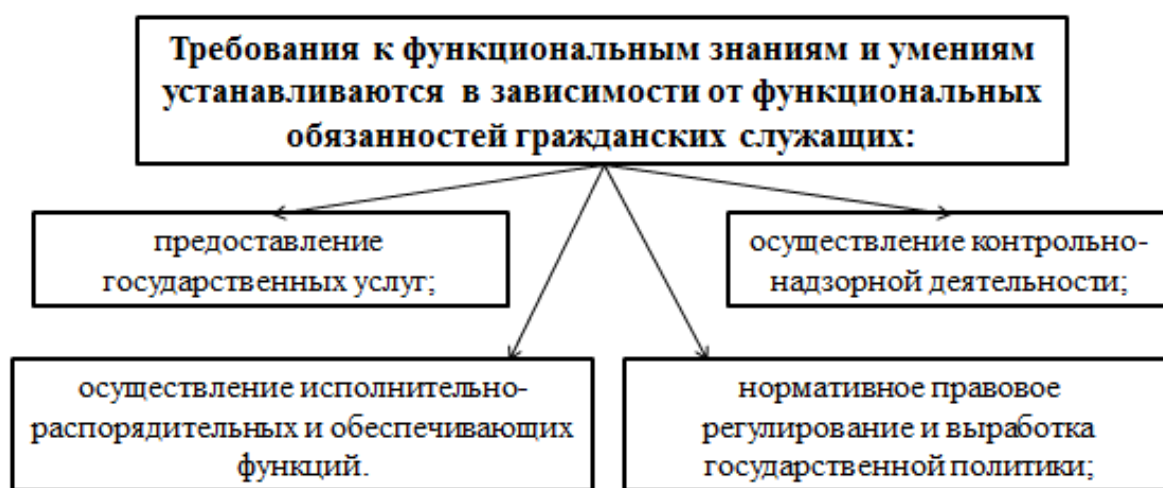 Требования к функциональным знаниям и умениям
устанавливаются в зависимости от функциональных
обязанностей гражданских служащих:
предоставление
государственных услуг;
осуществление контрольно-
надзорной деятельности;
осуществление исполнительно-
распорядительных и обеспечивающих
функций.
нормативное правовое
регулирование и выработка
государственной политики;